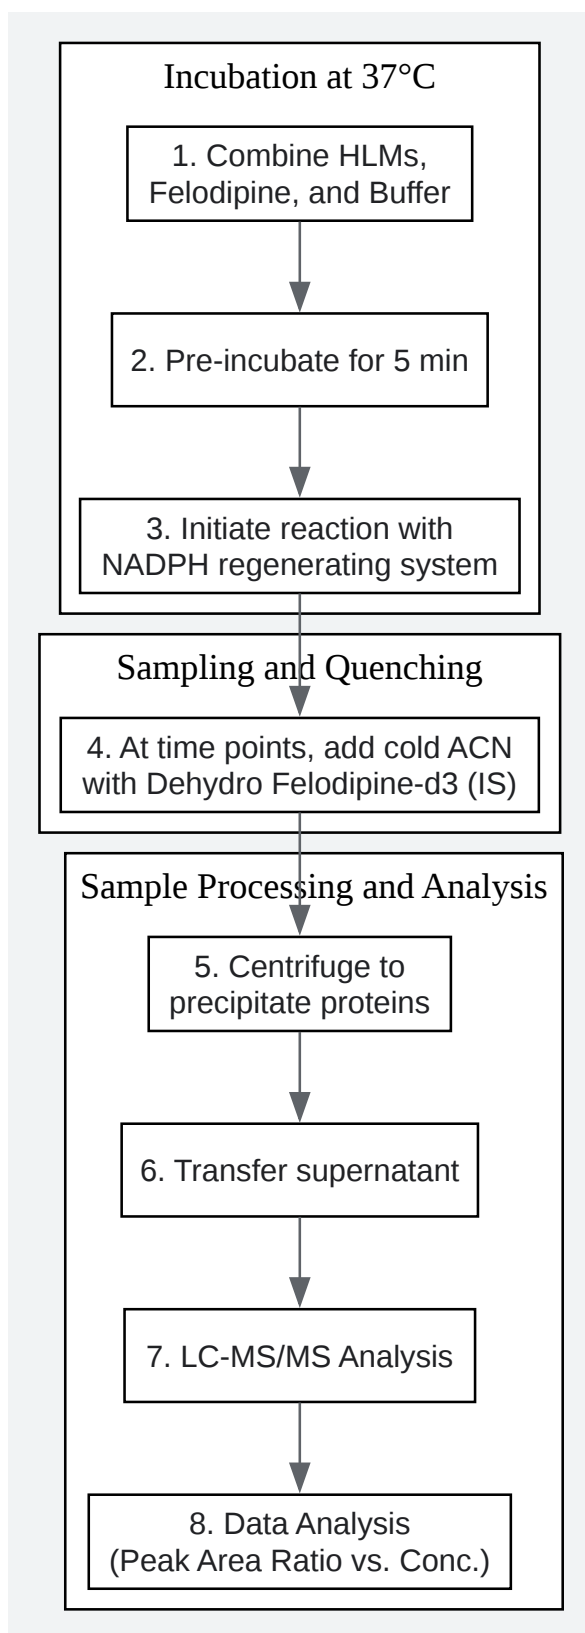 Incubation at 37°C
1. Combine HLMs,
Felodipine, and Buffer
2. Pre-incubate for 5 min
3. Initiate reaction with
NADPH regenerating system
Sampling and Quenching
4. At time points, add cold ACN
with Dehydro Felodipine-d3 (IS)
Sample Processing and Analysis
5. Centrifuge to
precipitate proteins
6. Transfer supernatant
7. LC-MS/MS Analysis
8. Data Analysis
(Peak Area Ratio vs. Conc.)